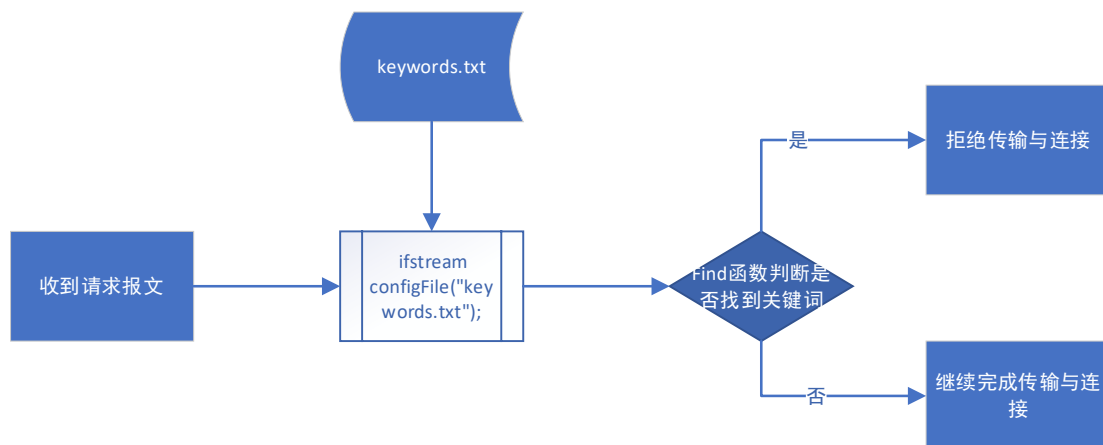 keywords.txt
收到请求报文
ifstream
configFile("key
words.txt");
Find函数判断是
否找到关键词
是
拒绝传输与连接
否
继续完成传输与连
接